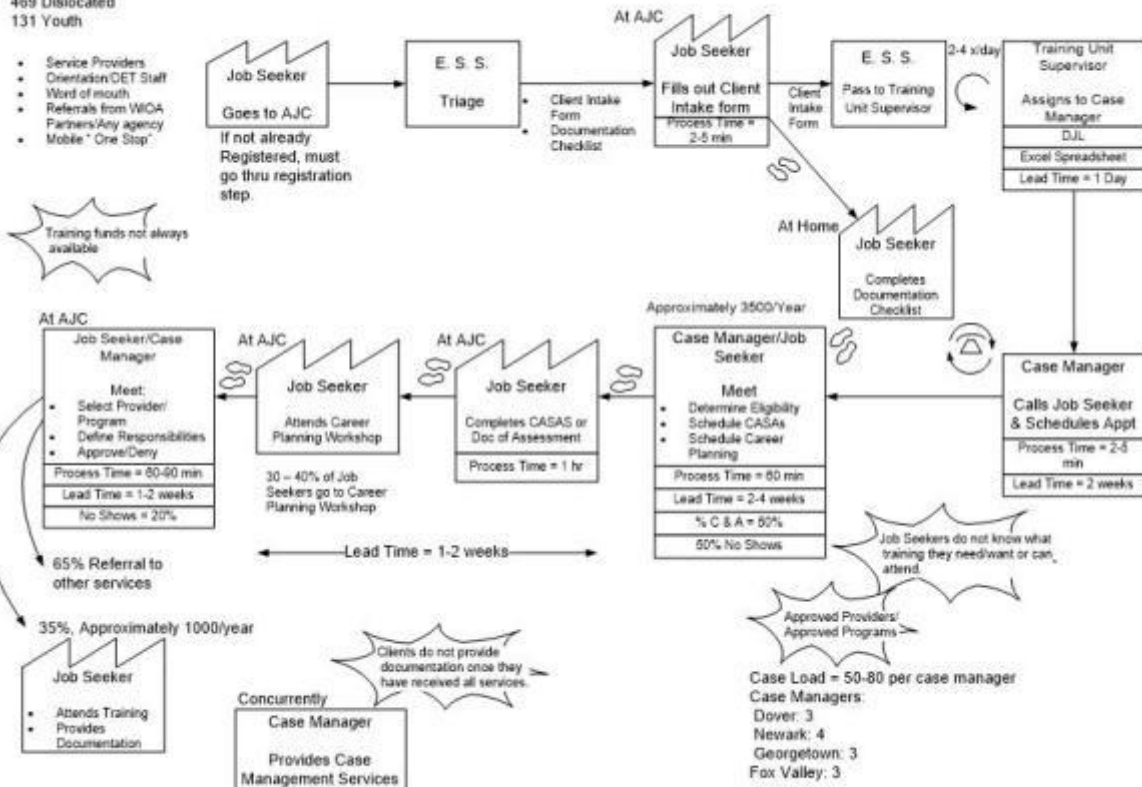 469 Dislocated
131 Youth
• Service Providers
• Orientation/OET Staff
• Word of mouth
• Referrals from WIOA
Partners/Any agency
• Mobile " One Stop"
Job Seeker
Goes to AJC
If not already
Registered, must
go thru registration
step.
E. S. S.
Triage
• Client Intake
Form
• Documentation
Checklist
At AJC
Job Seeker
Fills out Client
Intake form
Process Time =
2-5 min
Client
Intake
Form
E. S. S.
Pass to Training
Unit Supervisor
2-4 x/day
Training Unit
Supervisor
Assigns to Case
Manager
DJL
Excel Spreadsheet
Lead Time = 1 Day
Training funds not always
available
At Home
Job Seeker
Completes
Documentation
Checklist
At AJC
Job Seeker/Case
Manager
Meet:
• Select Provider/
Program
• Define Responsibilities
• Approve/Deny
Process Time = 60-90 min
Lead Time = 1-2 weeks
No Shows = 20%
At AJC
Job Seeker
Attends Career
Planning Workshop
30 – 40% of Job
Seekers go to Career
Planning Workshop
At AJC
Job Seeker
Completes CASAS or
Doc of Assessment
Process Time = 1 hr
Lead Time = 1-2 weeks
Approximately 3500/Year
Case Manager/Job
Seeker
Meet
• Determine Eligibility
• Schedule CASAs
• Schedule Career
Planning
Process Time = 60 min
Lead Time = 2-4 weeks
% C & A = 50%
50% No Shows
Case Manager
Calls Job Seeker
& Schedules Appt
Process Time = 2-5
min
Lead Time = 2 weeks
Job Seekers do not know what
training they need/want or can
attend.
Approved Providers/
Approved Programs
65% Referral to
other services
35%, Approximately 1000/year
Job Seeker
• Attends Training
• Provides
Documentation
Clients do not provide
documentation once they
have received all services.
Concurrently
Case Manager
Provides Case
Management Services
Case Load = 50-80 per case manager
Case Managers:
Dover: 3
Newark: 4
Georgetown: 3
Fox Valley: 3